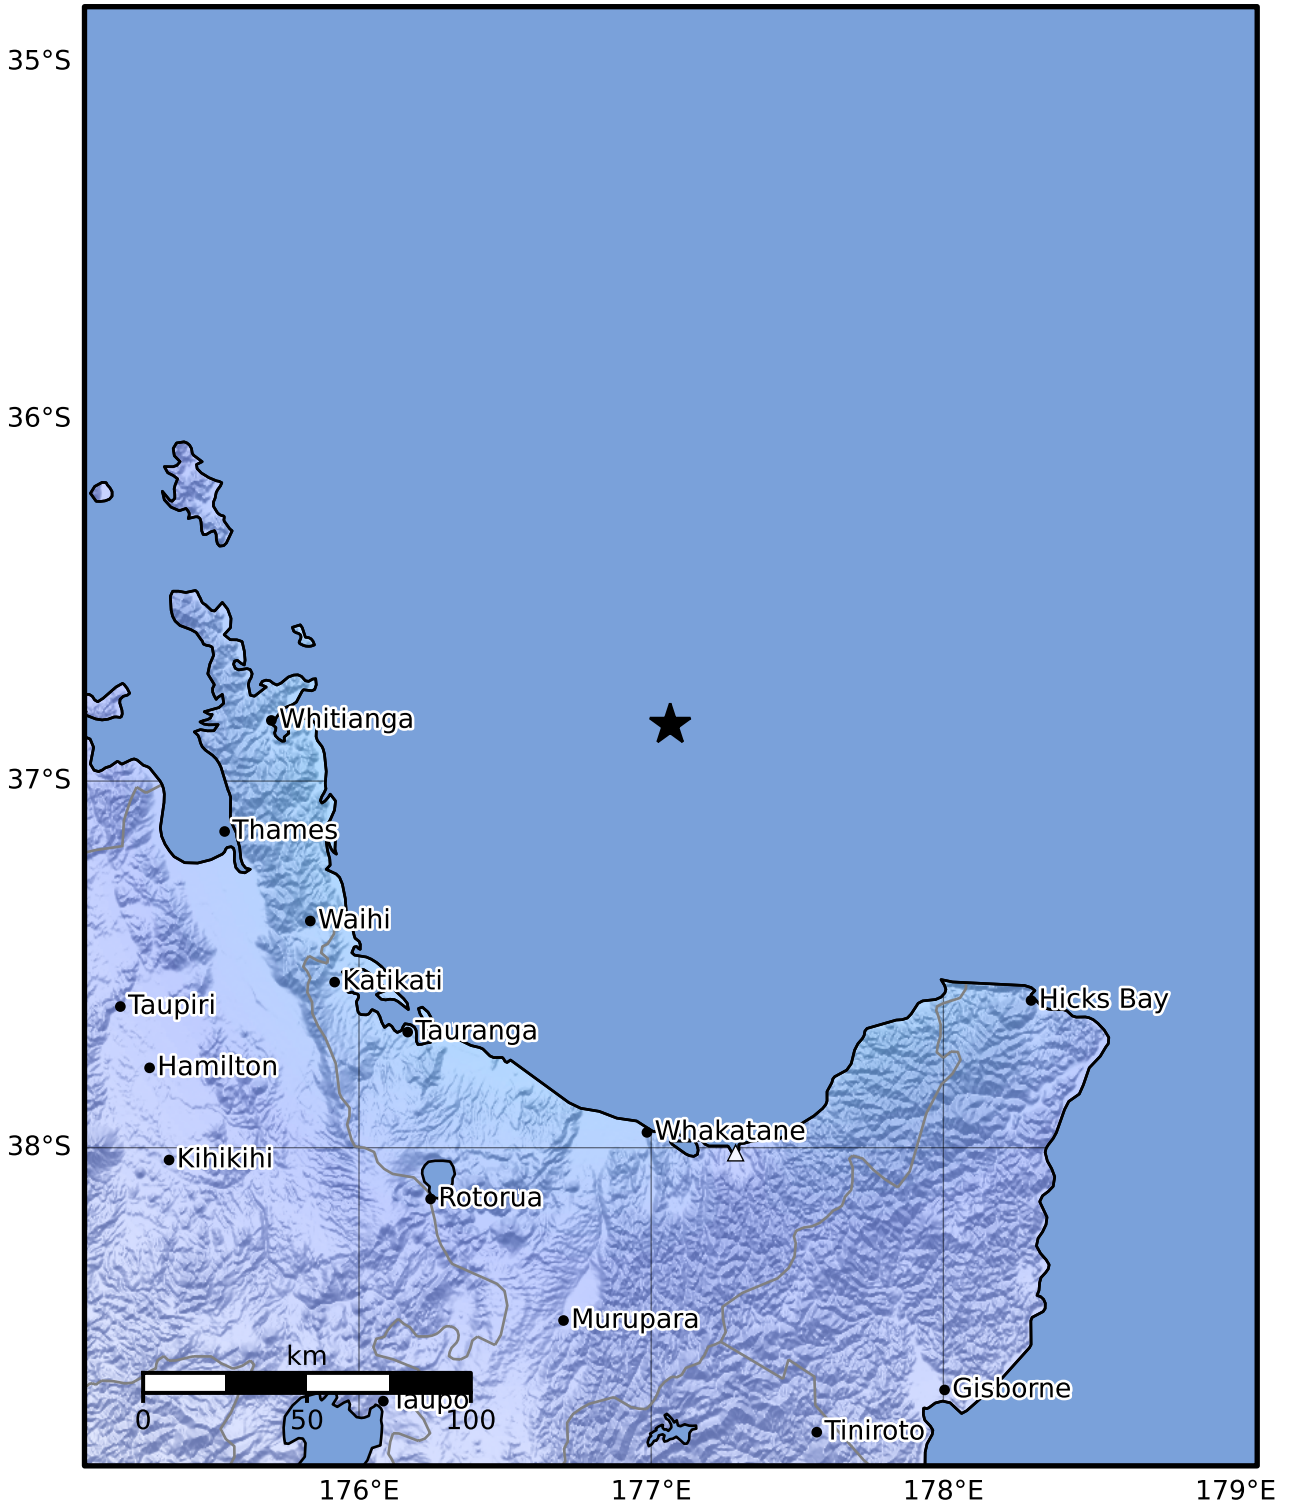 35°S
36°S
Whitianga
37°S
Thames
Waihi
Katikati
Hicks Bay
Taupiri
Tauranga
Hamilton
Whakatane
38°S
Kihikihi
Rotorua
Murupara
km
Gisborne
Taupo
0 50 100
Tiniroto
176°E 177°E 178°E 179°E